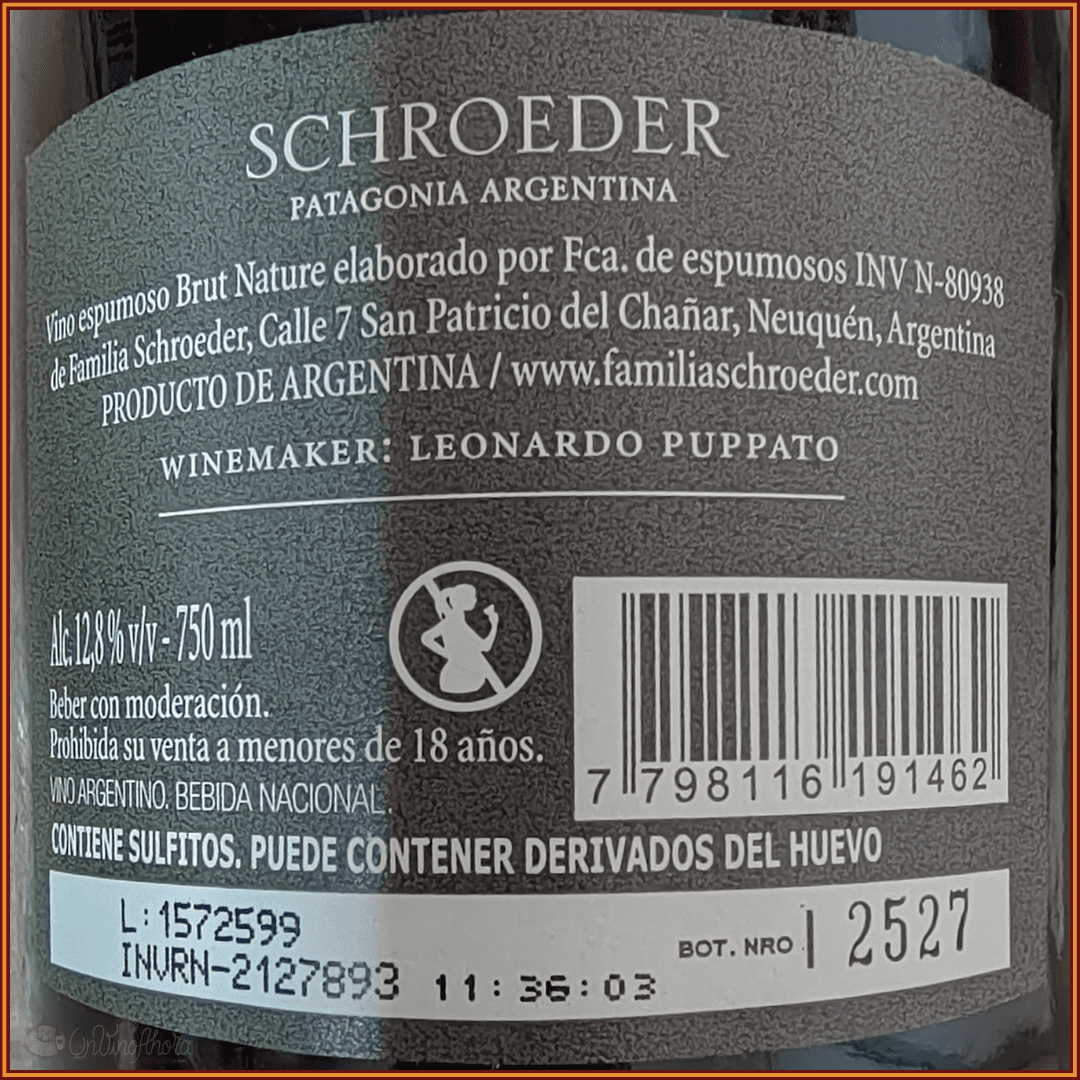 SCHROEDER
PATAGONIA ARGENTINA
Vino espumoso Brut Nature elaborado por Fca. de espumosos INV N-80938
de Familia Schroeder, Calle 7 San Patricio del Chañar, Neuquén, Argentina
PRODUCTO DE ARGENTINA / www.familiaschroeder.com
WINEMAKER: LEONARDO PUPPATO
Alc. 12,8 % v/v - 750 ml
Beber con moderación.
Prohibida su venta a menores de 18 años.
VINO ARGENTINO. BEBIDA NACIONAL.
7 798116 191462
CONTIENE SULFITOS. PUEDE CONTENER DERIVADOS DEL HUEVO
L:1572599
INVRN-2127893 11:36:03
BOT. NRO 12527
UnVinoAhora